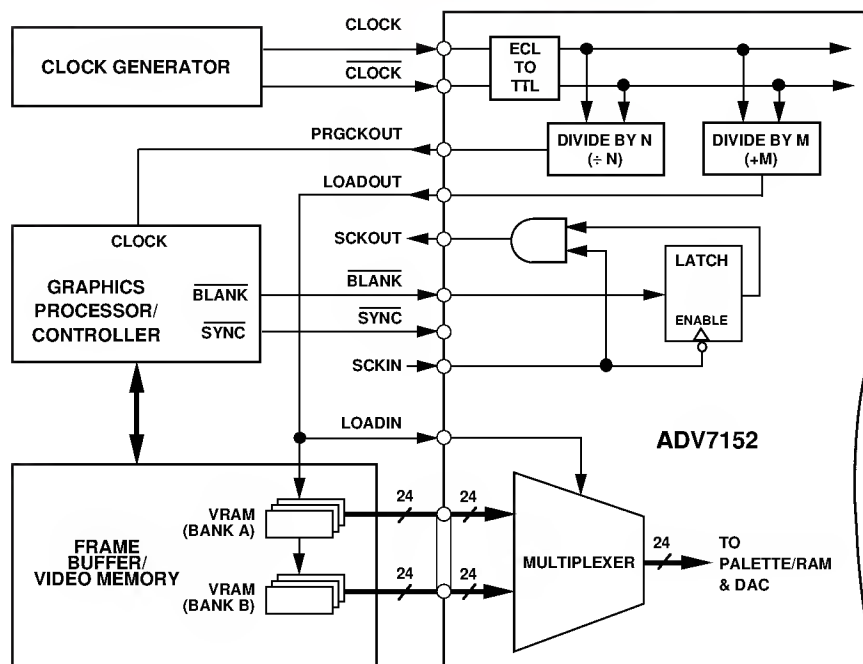 CLOCK
CLOCK GENERATOR
CLOCK
ECL
TO
TTL
PRGCKOUT
DIVIDE BY N
(÷ N)
DIVIDE BY M
(+M)
LOADOUT
CLOCK
SCKOUT
LATCH
GRAPHICS
PROCESSOR/
CONTROLLER
BLANK
BLANK
SYNC
SYNC
ENABLE
SCKIN
LOADIN
ADV7152
FRAME
BUFFER/
VIDEO MEMORY
VRAM
(BANK A)
24
24
VRAM
(BANK B)
24
24
MULTIPLEXER
24
TO
PALETTE/RAM
& DAC